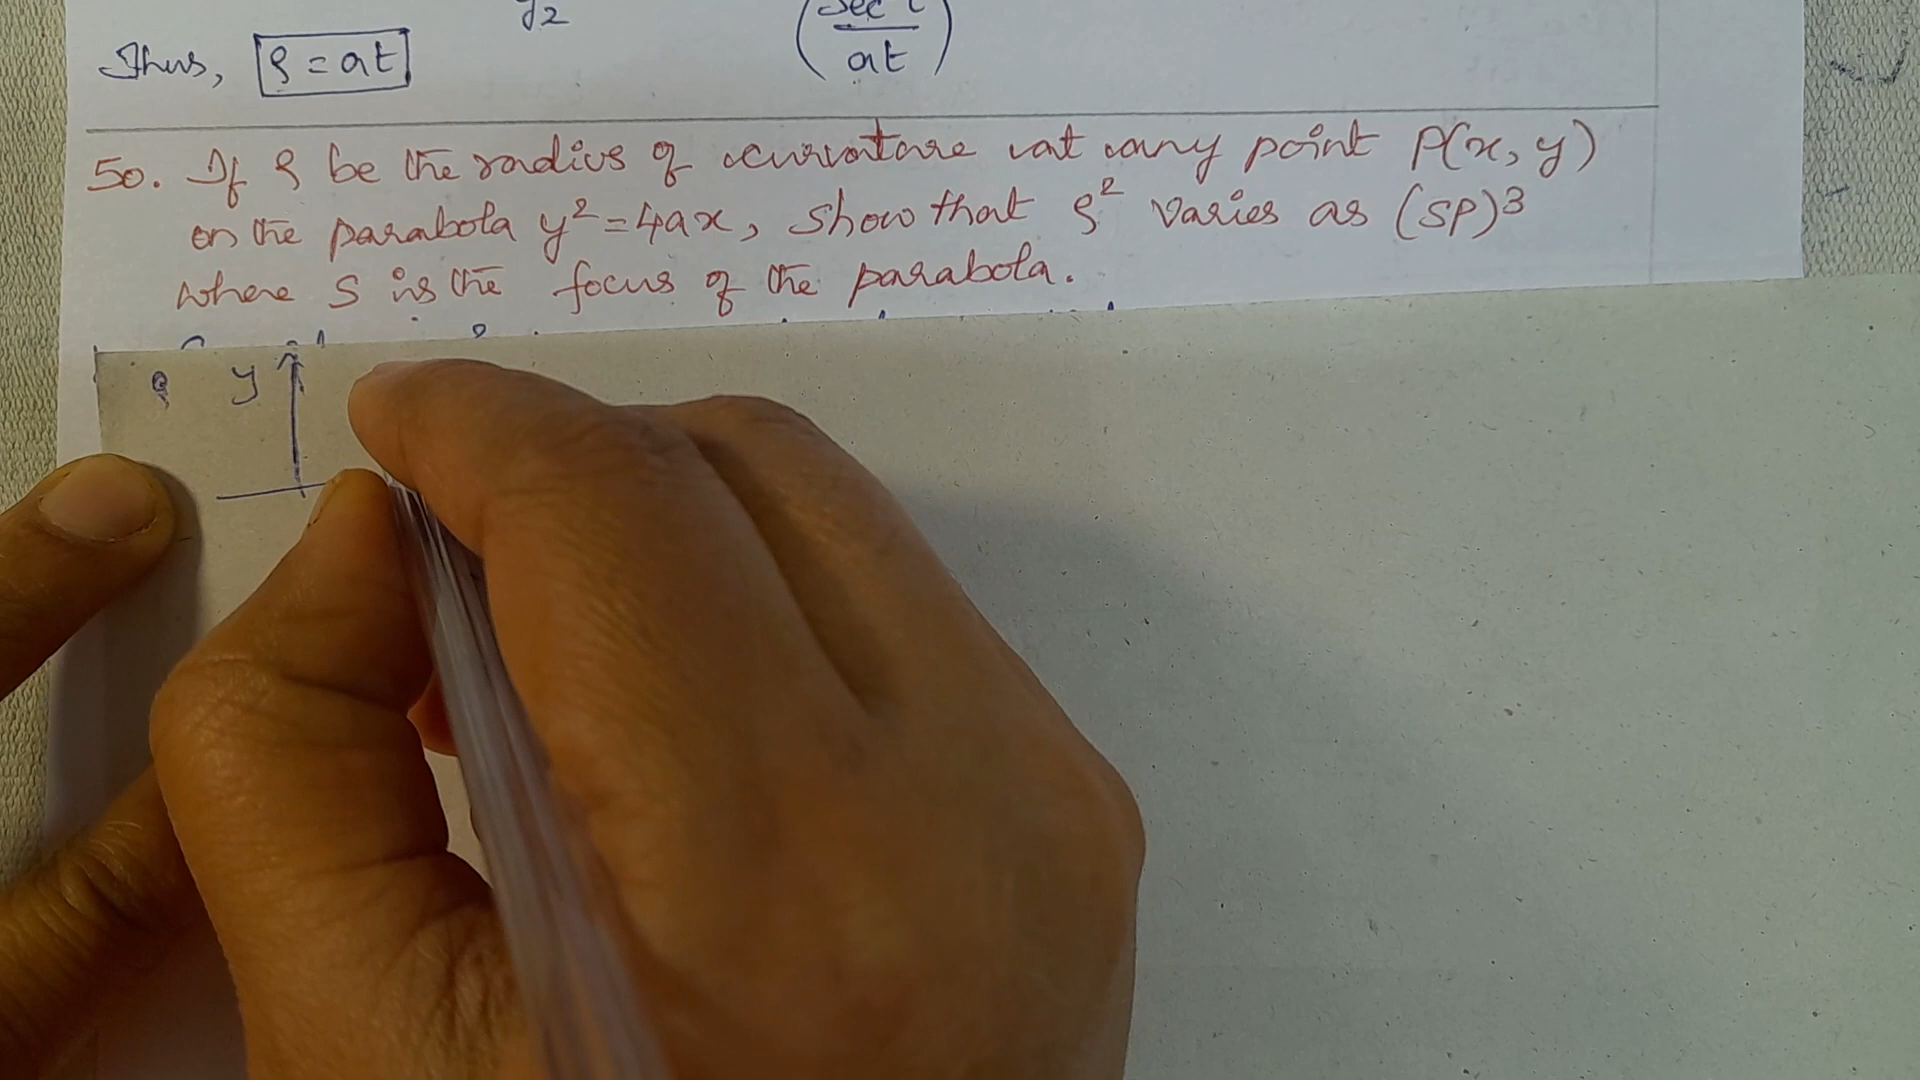 y2
Thus, ρ = at
(sec t / at)
50. If ρ be the radius of curvature at any point P(x, y)
on the parabola y² = 4ax, show that ρ² varies as (SP)³
where S is the focus of the parabola.
y